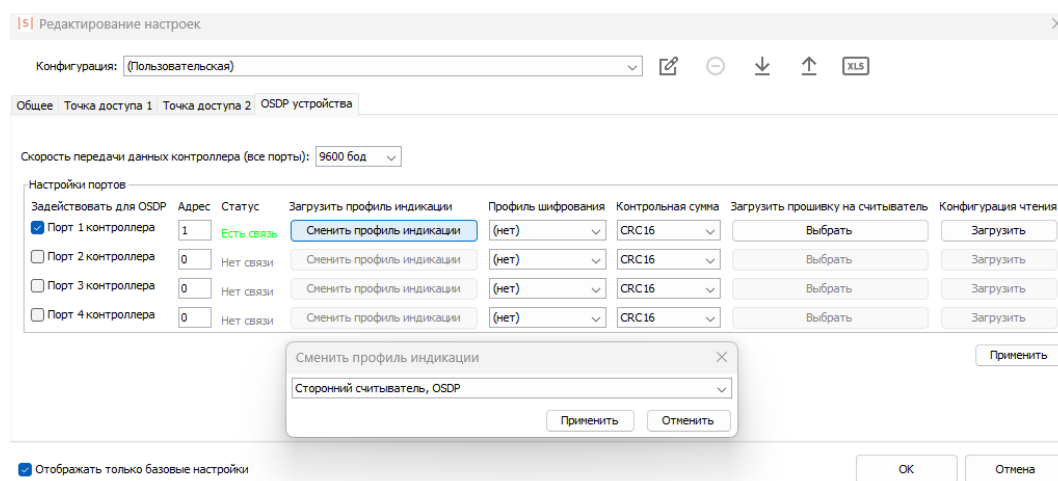 |S| Редактирование настроек
Конфигурация: (Пользовательская) XLS
Общее Точка доступа 1 Точка доступа 2 OSDP устройства
Скорость передачи данных контроллера (все порты): 9600 бод
Настройки портов
Задействовать для OSDP Адрес Статус Загрузить профиль индикации Профиль шифрования Контрольная сумма Загрузить прошивку на считыватель Конфигурация чтения
Порт 1 контроллера 1 Есть связь Сменить профиль индикации (нет) CRC16 Выбрать Загрузить
Порт 2 контроллера 0 Нет связи Сменить профиль индикации (нет) CRC16 Выбрать Загрузить
Порт 3 контроллера 0 Нет связи Сменить профиль индикации (нет) CRC16 Выбрать Загрузить
Порт 4 контроллера 0 Нет связи Сменить профиль индикации (нет) CRC16 Выбрать Загрузить
Применить
Сменить профиль индикации
Сторонний считыватель, OSDP
Применить Отменить
Отображать только базовые настройки OK Отмена